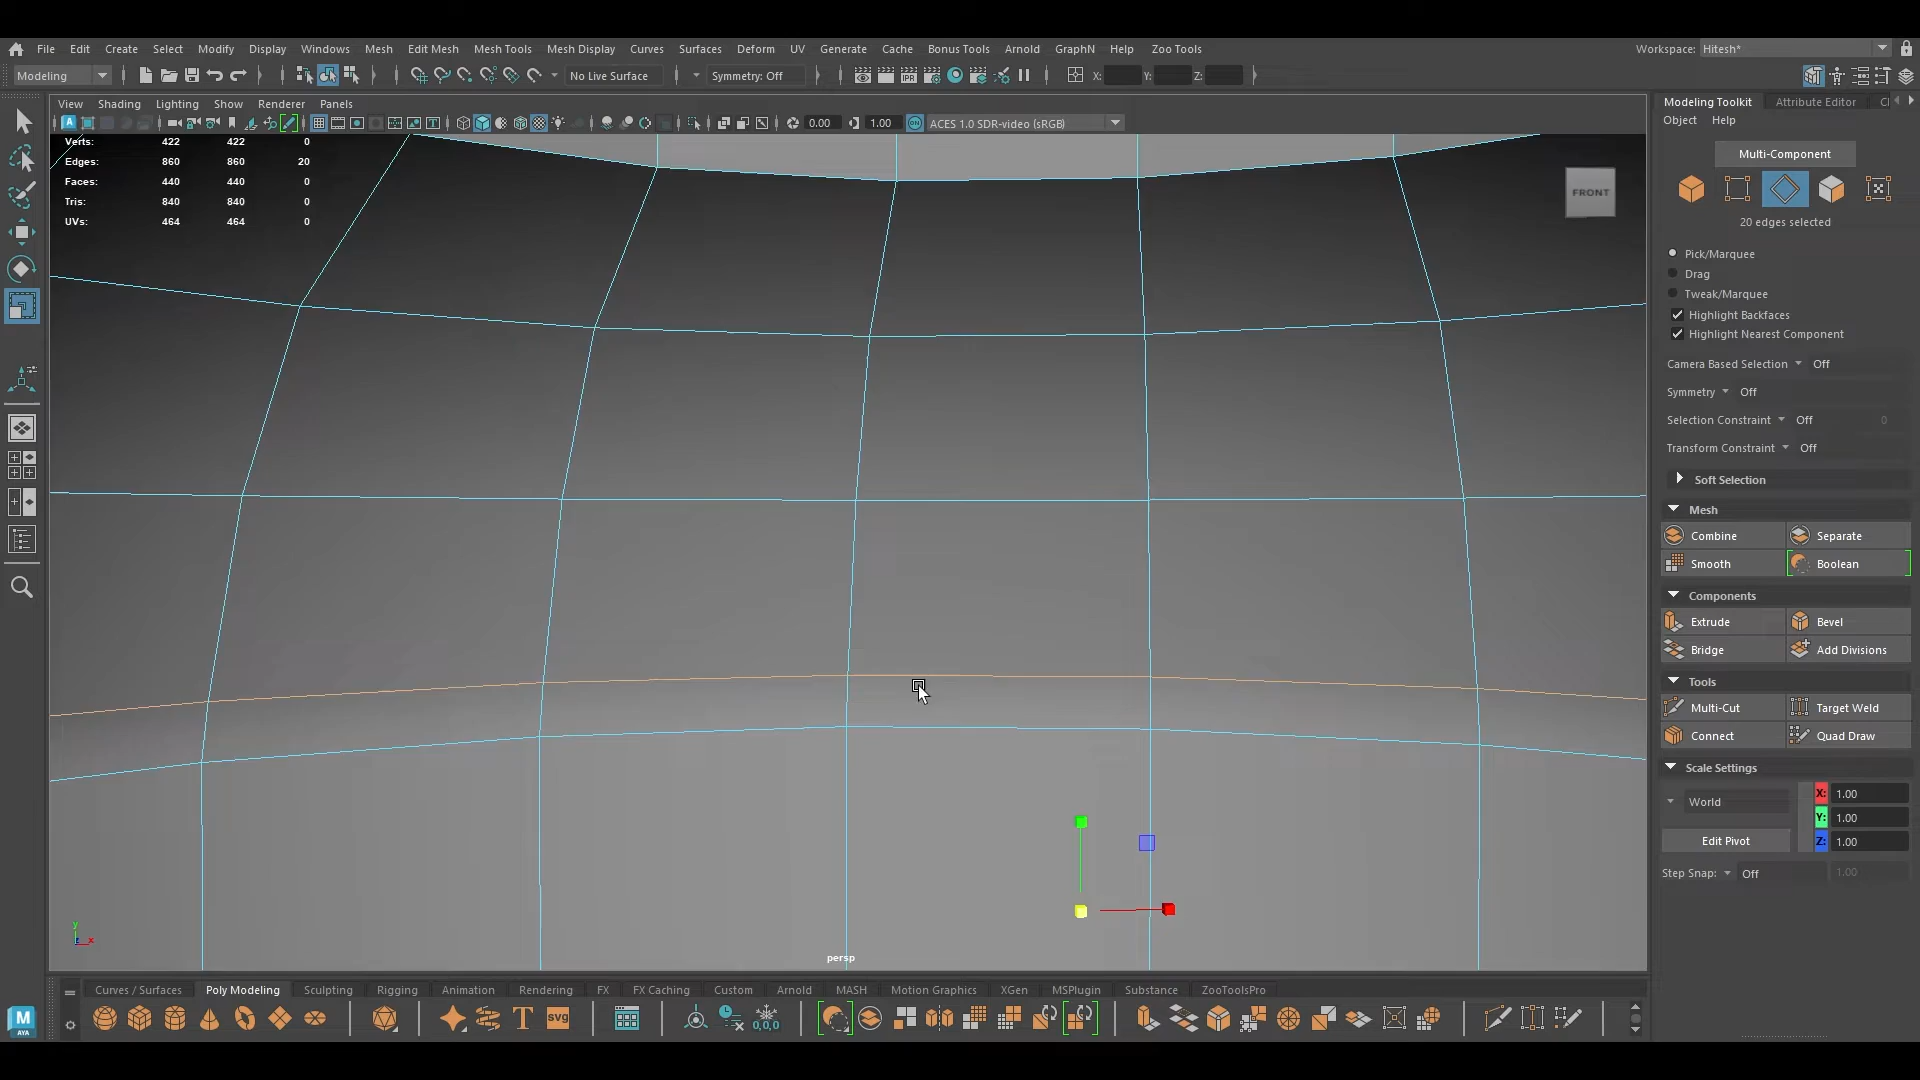 File Edit Create Select Modify Display Windows Mesh Edit Mesh Mesh Tools Mesh Display Curves Surfaces Deform UV Generate Cache Bonus Tools Arnold GraphN Help Zoo Tools Workspace: Hitesh*
Modeling No Live Surface Symmetry: Off IPR X: Y: Z:
View Shading Lighting Show Renderer Panels
0.00 1.00 ON ACES 1.0 SDR-video (sRGB)
Verts: 422 422 0
Edges: 860 860 20
Faces: 440 440 0
Tris: 840 840 0
UVs: 464 464 0
FRONT
persp
y
x
Modeling Toolkit Attribute Editor
Object Help
Multi-Component
20 edges selected
Pick/Marquee
Drag
Tweak/Marquee
Highlight Backfaces
Highlight Nearest Component
Camera Based Selection Off
Symmetry Off
Selection Constraint Off 0
Transform Constraint Off
Soft Selection
Mesh
Combine Separate
Smooth Boolean
Components
Extrude Bevel
Bridge Add Divisions
Tools
Multi-Cut Target Weld
Connect Quad Draw
Scale Settings
World X: 1.00
Y: 1.00
Edit Pivot Z: 1.00
Step Snap: Off 1.00
Curves / Surfaces Poly Modeling Sculpting Rigging Animation Rendering FX FX Caching Custom Arnold MASH Motion Graphics XGen MSPlugin Substance ZooToolsPro
M AYA T svg 0,0,0